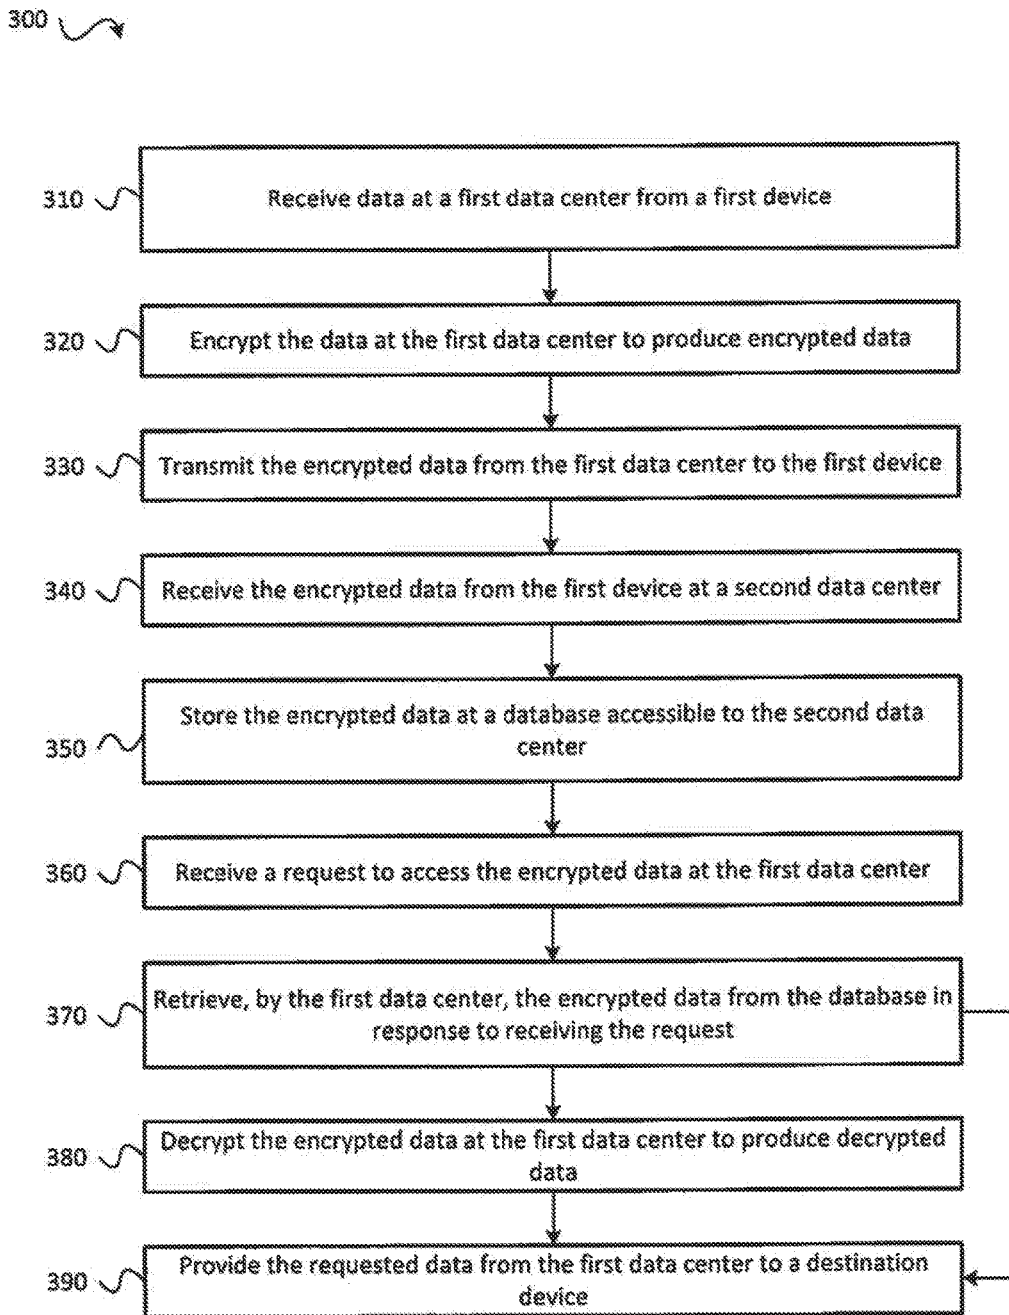 300
310
Receive data at a first data center from a first device
320
Encrypt the data at the first data center to produce encrypted data
330
Transmit the encrypted data from the first data center to the first device
340
Receive the encrypted data from the first device at a second data center
350
Store the encrypted data at a database accessible to the second data
center
360
Receive a request to access the encrypted data at the first data center
370
Retrieve, by the first data center, the encrypted data from the database in
response to receiving the request
380
Decrypt the encrypted data at the first data center to produce decrypted
data
390
Provide the requested data from the first data center to a destination
device